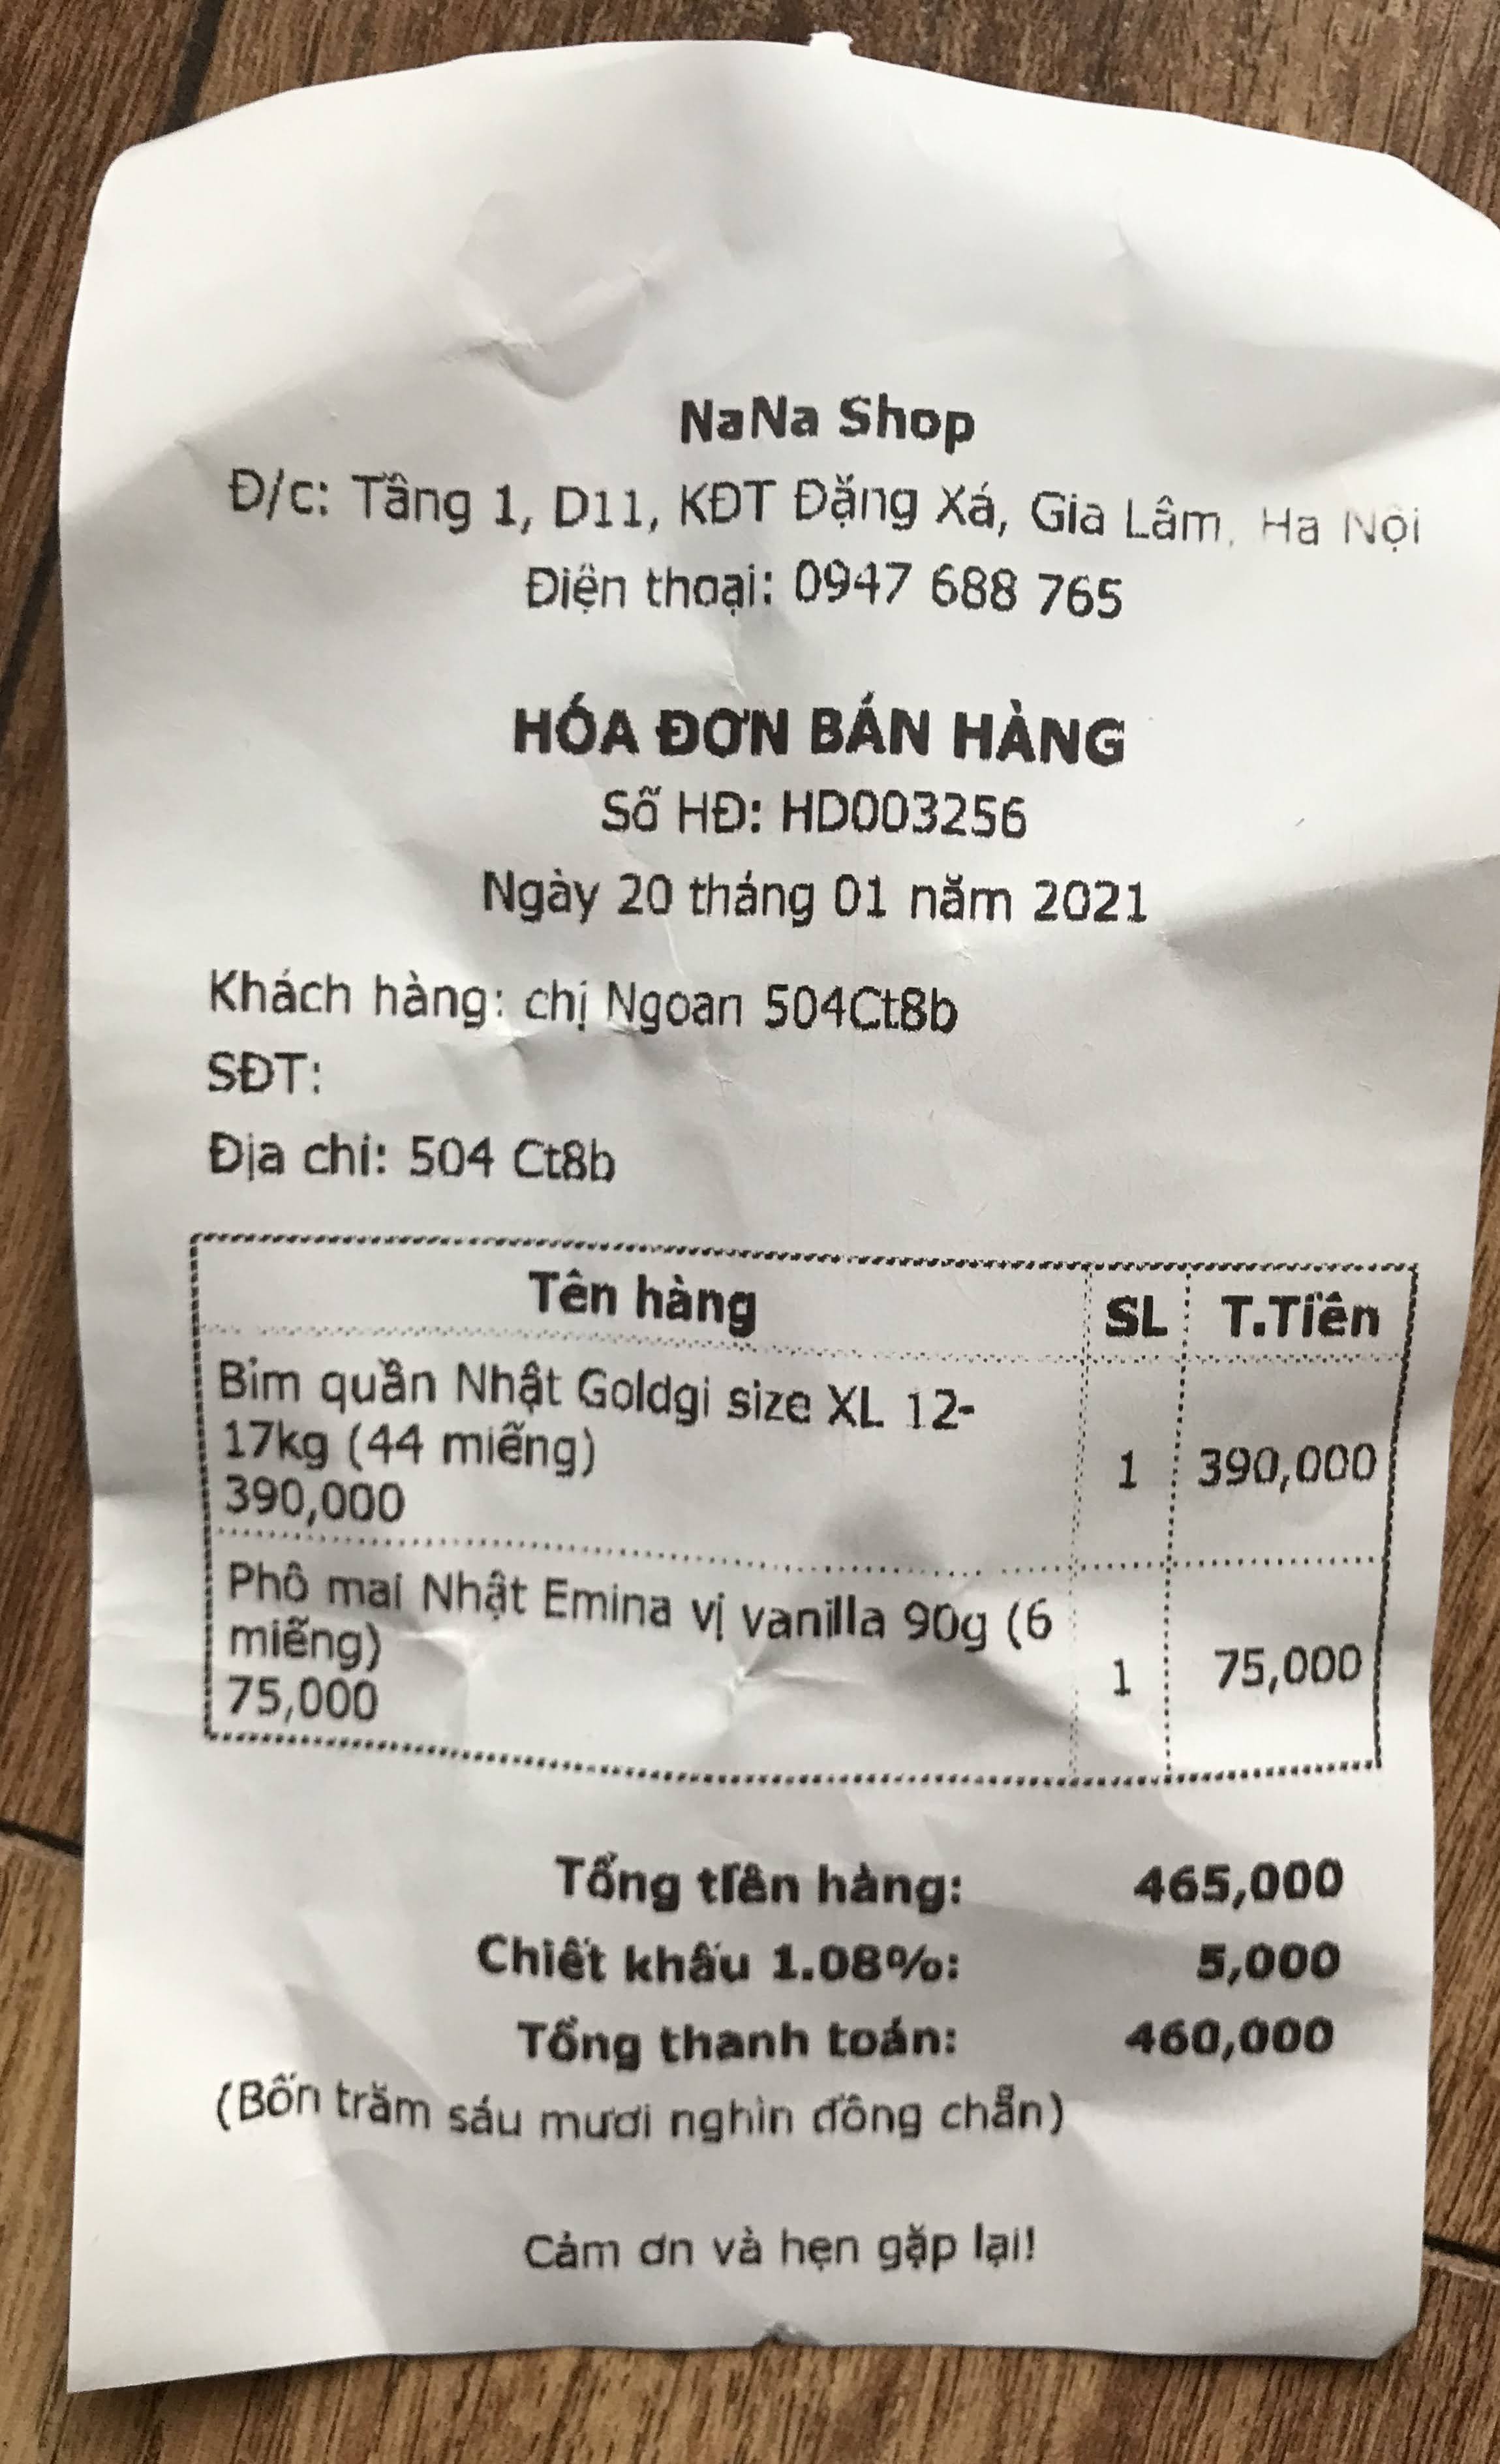 NaNa Shop
Đ/c: Tầng 1, D11, KĐT Đặng Xá, Gia Lâm, Ha Nội
Điện thoại: 0947 688 765
HÓA ĐƠN BÁN HÀNG
Số HĐ: HD003256
Ngày 20 tháng 01 năm 2021
Khách hàng: chị Ngoan 504Ct8b
SĐT:
Địa chỉ: 504 Ct8b
Tên hàng SL T.Tiền
Bỉm quần Nhật Goldgi size XL 12-
17kg (44 miếng)
390,000 1 390,000
Phô mai Nhật Emina vị vanilla 90g (6
miếng)
75,000 1 75,000
Tổng tiền hàng: 465,000
Chiết khấu 1.08%: 5,000
Tổng thanh toán: 460,000
(Bốn trăm sáu mươi nghìn đồng chẵn)
Cảm ơn và hẹn gặp lại!